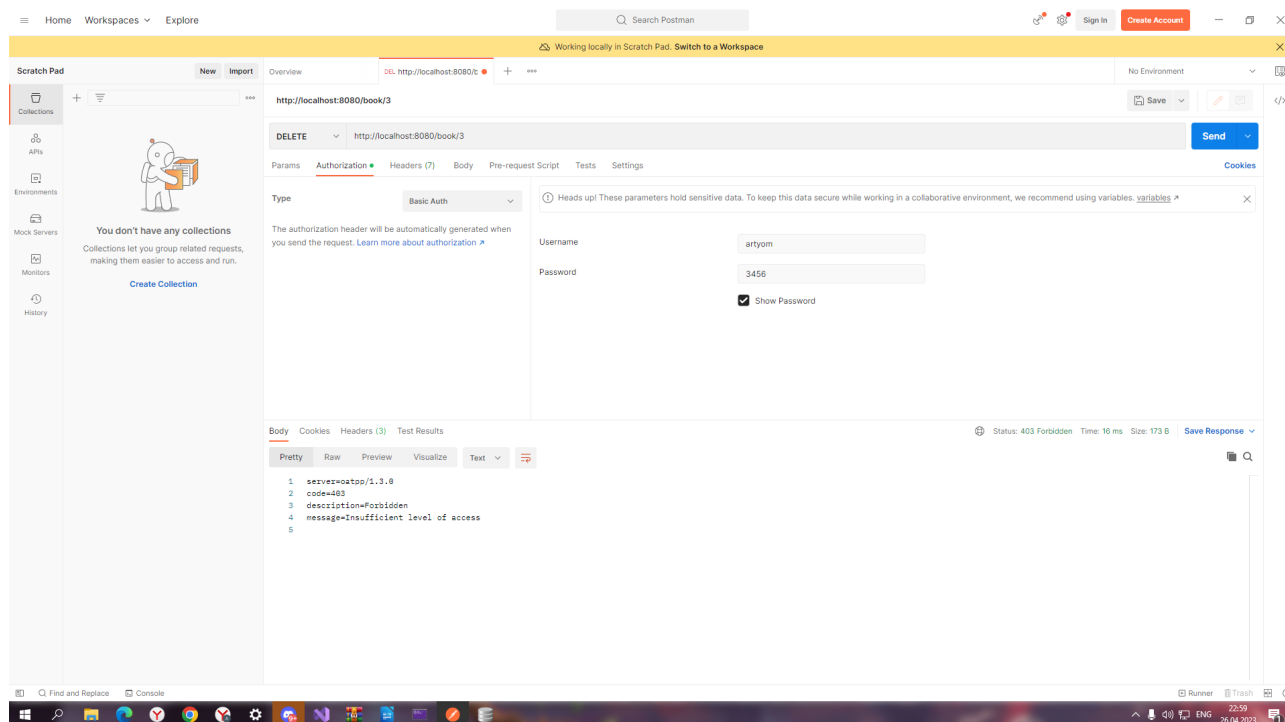 Home Workspaces Explore Search Postman Sign In Create Account
Working locally in Scratch Pad. Switch to a Workspace
Scratch Pad New Import Overview DEL http://localhost:8080/b No Environment
http://localhost:8080/book/3 Save
Collections
APIs
Environments
Mock Servers
Monitors
History
You don't have any collections
Collections let you group related requests,
making them easier to access and run.
Create Collection
DELETE http://localhost:8080/book/3 Send
Params Authorization Headers (7) Body Pre-request Script Tests Settings Cookies
Type Basic Auth
The authorization header will be automatically generated when
you send the request. Learn more about authorization
Heads up! These parameters hold sensitive data. To keep this data secure while working in a collaborative environment, we recommend using variables. variables
Username artyom
Password 3456
Show Password
Body Cookies Headers (3) Test Results Status: 403 Forbidden Time: 16 ms Size: 173 B Save Response
Pretty Raw Preview Visualize Text
1 server=oatpp/1.3.0
2 code=403
3 description=Forbidden
4 message=Insufficient level of access
5
Find and Replace Console Runner Trash
ENG 22:59
26.04.2023